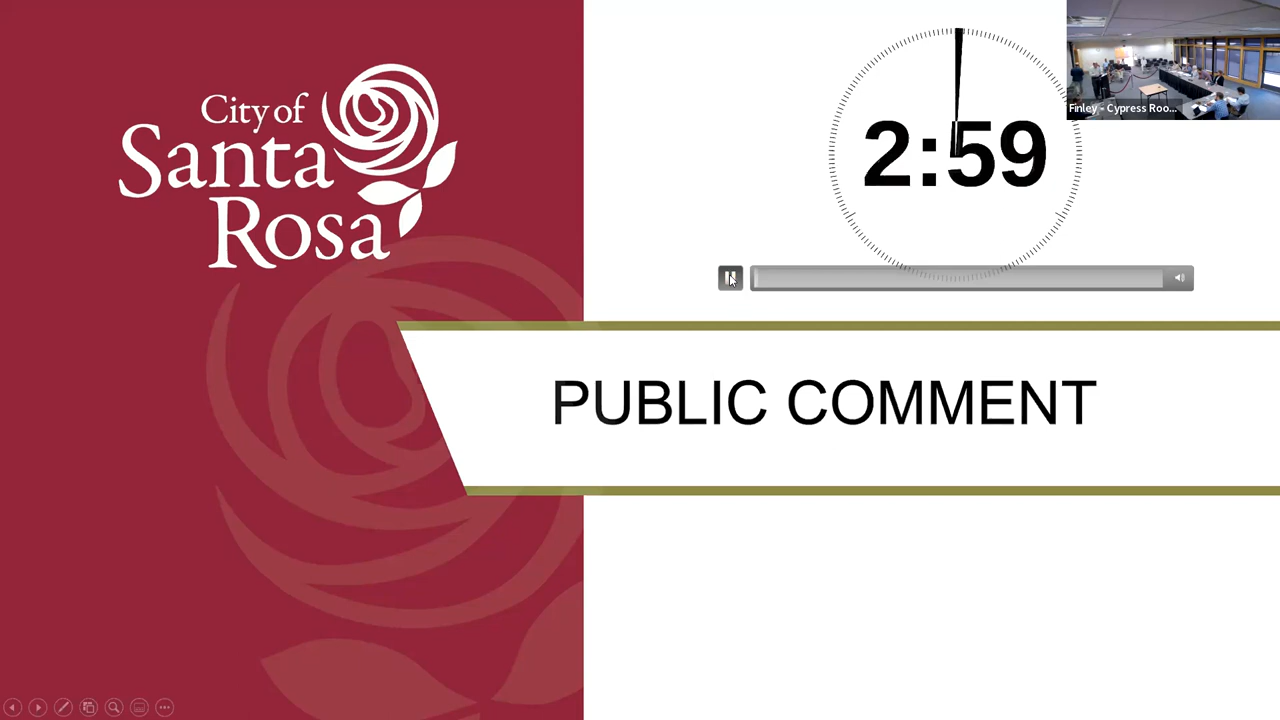 City of
Santa
Rosa
2:59
Finley - Cypress Roo...
PUBLIC COMMENT